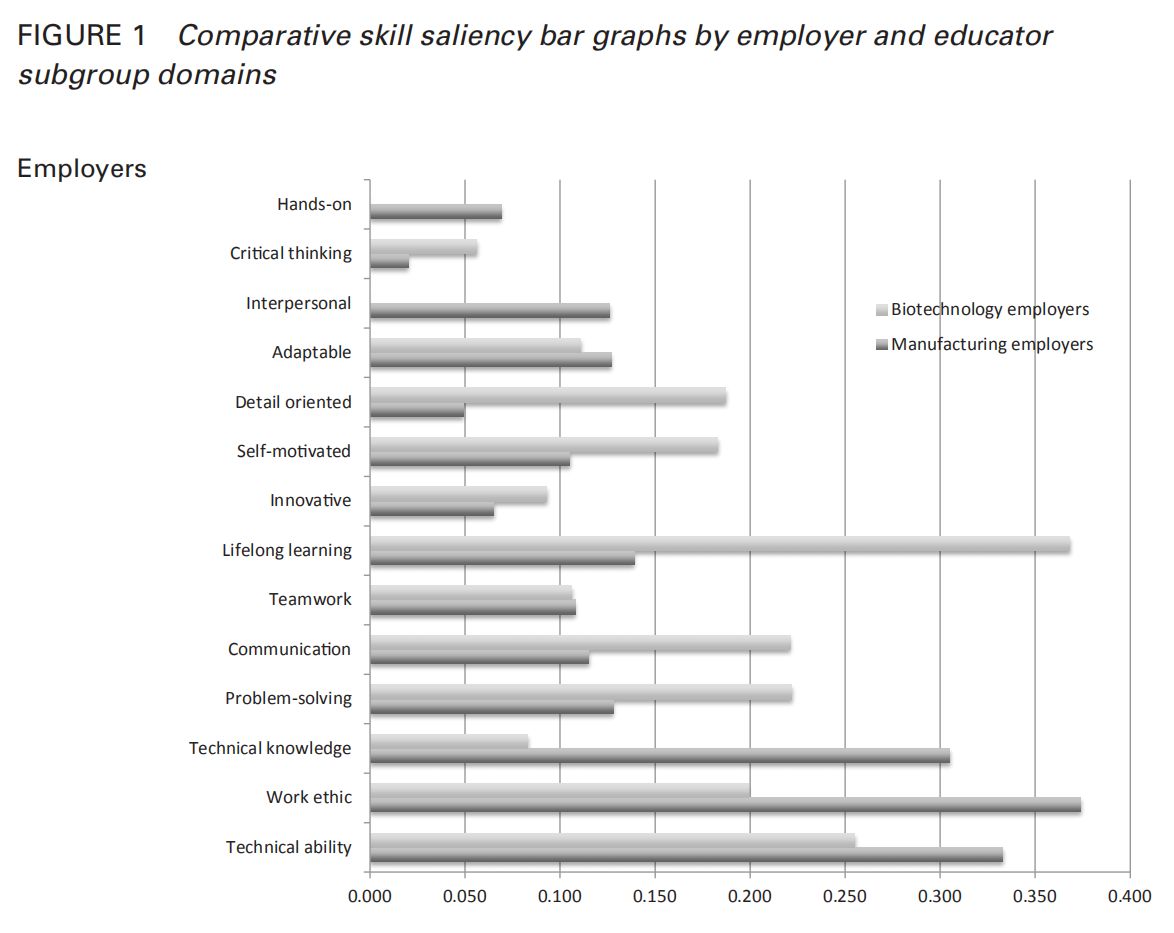 FIGURE 1 Comparative skill saliency bar graphs by employer and educator
subgroup domains
Employers
Hands-on
Critical thinking
Interpersonal
Adaptable
Detail oriented
Self-motivated
Innovative
Lifelong learning
Teamwork
Communication
Problem-solving
Technical knowledge
Work ethic
Technical ability
Biotechnology employers
Manufacturing employers
0.000 0.050 0.100 0.150 0.200 0.250 0.300 0.350 0.400